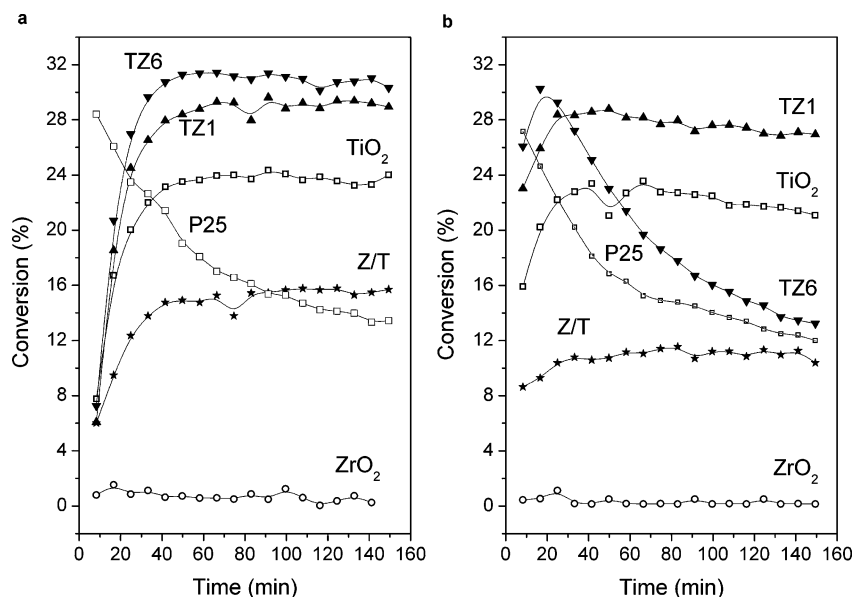 a
Conversion (%)
32
28
24
20
16
12
8
4
0
TZ6
TZ1
TiO₂
P25
Z/T
ZrO₂
0 20 40 60 80 100 120 140 160
Time (min)
b
Conversion (%)
32
28
24
20
16
12
8
4
0
TZ1
TiO₂
P25
TZ6
Z/T
ZrO₂
0 20 40 60 80 100 120 140 160
Time (min)